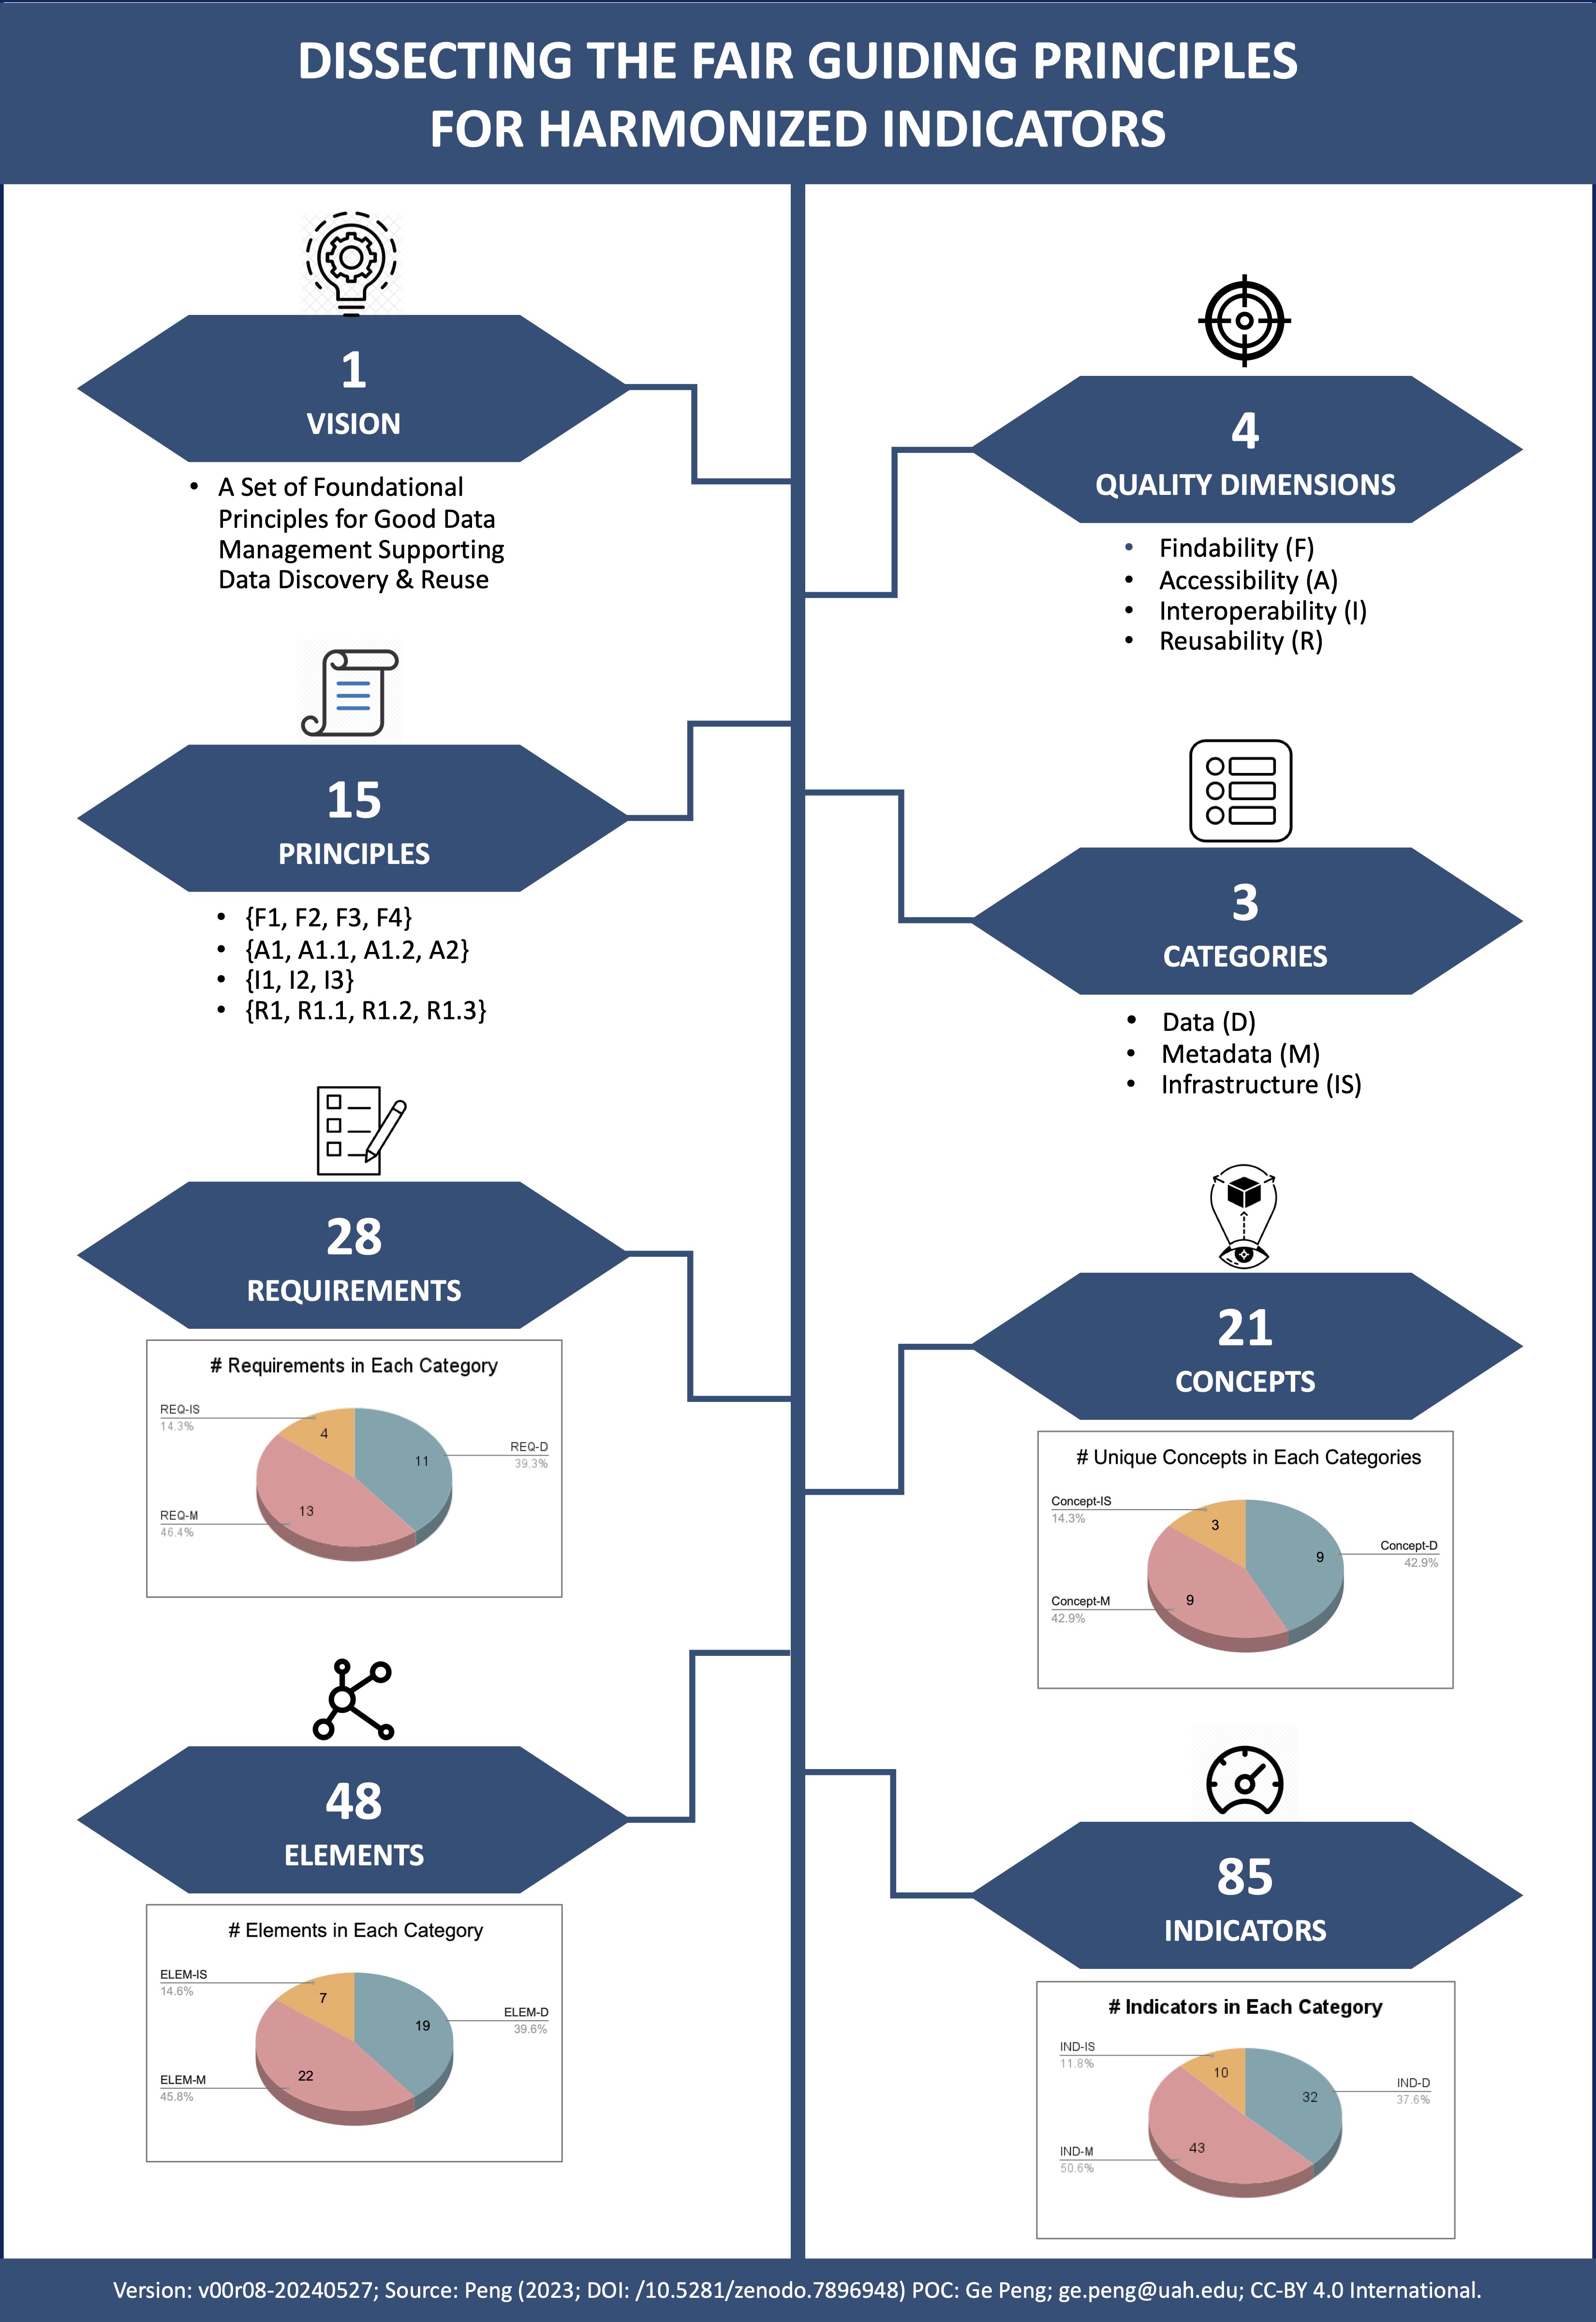 DISSECTING THE FAIR GUIDING PRINCIPLES
FOR HARMONIZED INDICATORS
1
VISION
• A Set of Foundational
Principles for Good Data
Management Supporting
Data Discovery & Reuse
4
QUALITY DIMENSIONS
• Findability (F)
• Accessibility (A)
• Interoperability (I)
• Reusability (R)
15
PRINCIPLES
• {F1, F2, F3, F4}
• {A1, A1.1, A1.2, A2}
• {I1, I2, I3}
• {R1, R1.1, R1.2, R1.3}
3
CATEGORIES
• Data (D)
• Metadata (M)
• Infrastructure (IS)
28
REQUIREMENTS
# Requirements in Each Category
REQ-IS
14.3%
4
11
REQ-D
39.3%
13
REQ-M
46.4%
21
CONCEPTS
# Unique Concepts in Each Categories
Concept-IS
14.3%
3
9
Concept-D
42.9%
9
Concept-M
42.9%
48
ELEMENTS
# Elements in Each Category
ELEM-IS
14.6%
7
19
ELEM-D
39.6%
22
ELEM-M
45.8%
85
INDICATORS
# Indicators in Each Category
IND-IS
11.8%
10
32
IND-D
37.6%
43
IND-M
50.6%
Version: v00r08-20240527; Source: Peng (2023; DOI: /10.5281/zenodo.7896948) POC: Ge Peng; ge.peng@uah.edu; CC-BY 4.0 International.